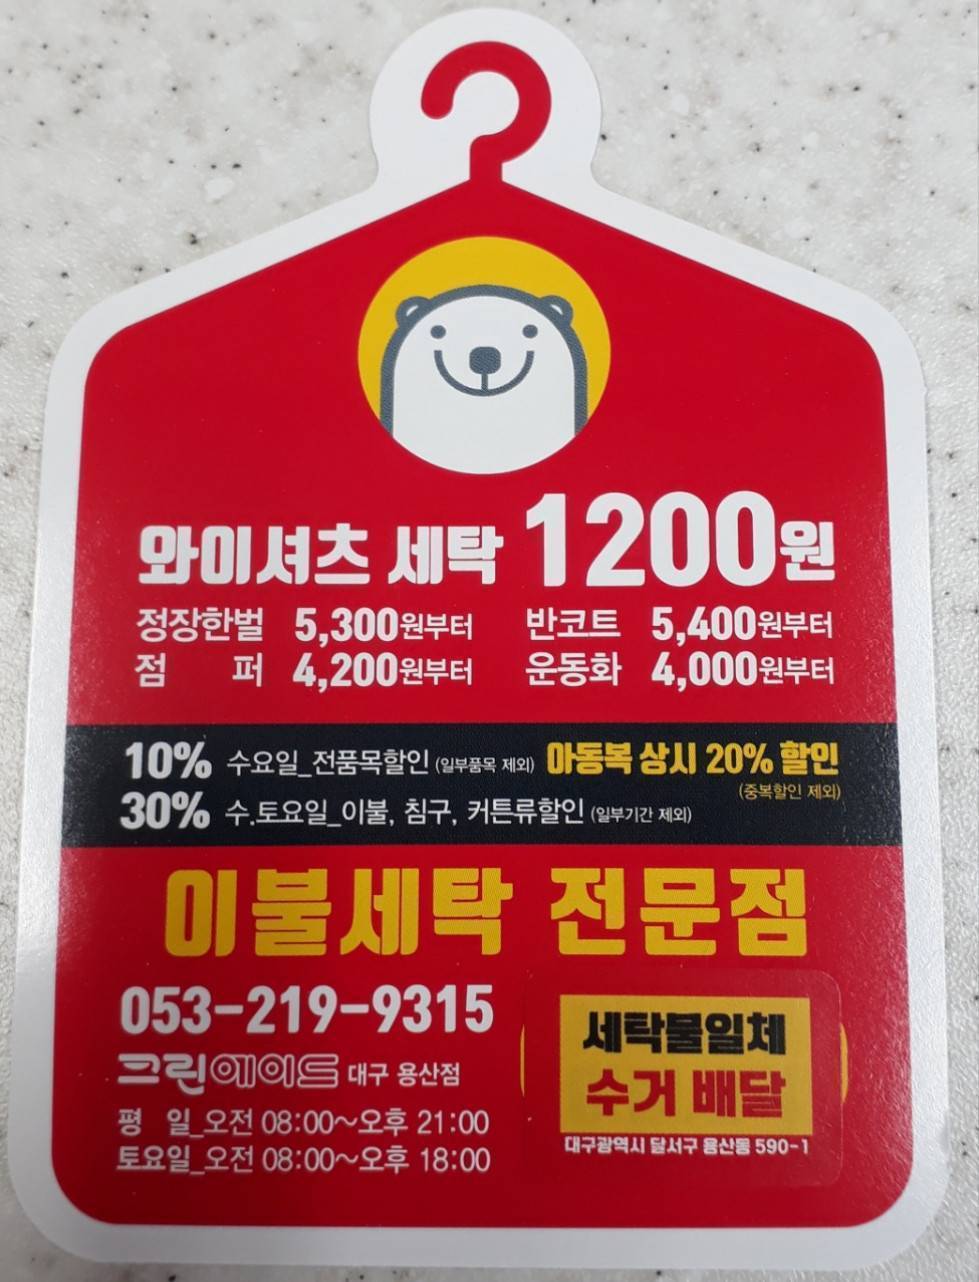 와이셔츠 세탁 1200원
정장한벌 5,300원부터 반코트 5,400원부터
점 퍼 4,200원부터 운동화 4,000원부터
10% 수요일_전품목할인 (일부품목 제외) 아동복 상시 20% 할인
(중복할인 제외)
30% 수.토요일_이불, 침구, 커튼류할인 (일부기간 제외)
이불세탁 전문점
053-219-9315
크린에이드 대구 용산점
평 일_오전 08:00~오후 21:00
토요일_오전 08:00~오후 18:00
세탁물일체
수거 배달
대구광역시 달서구 용산동 590-1